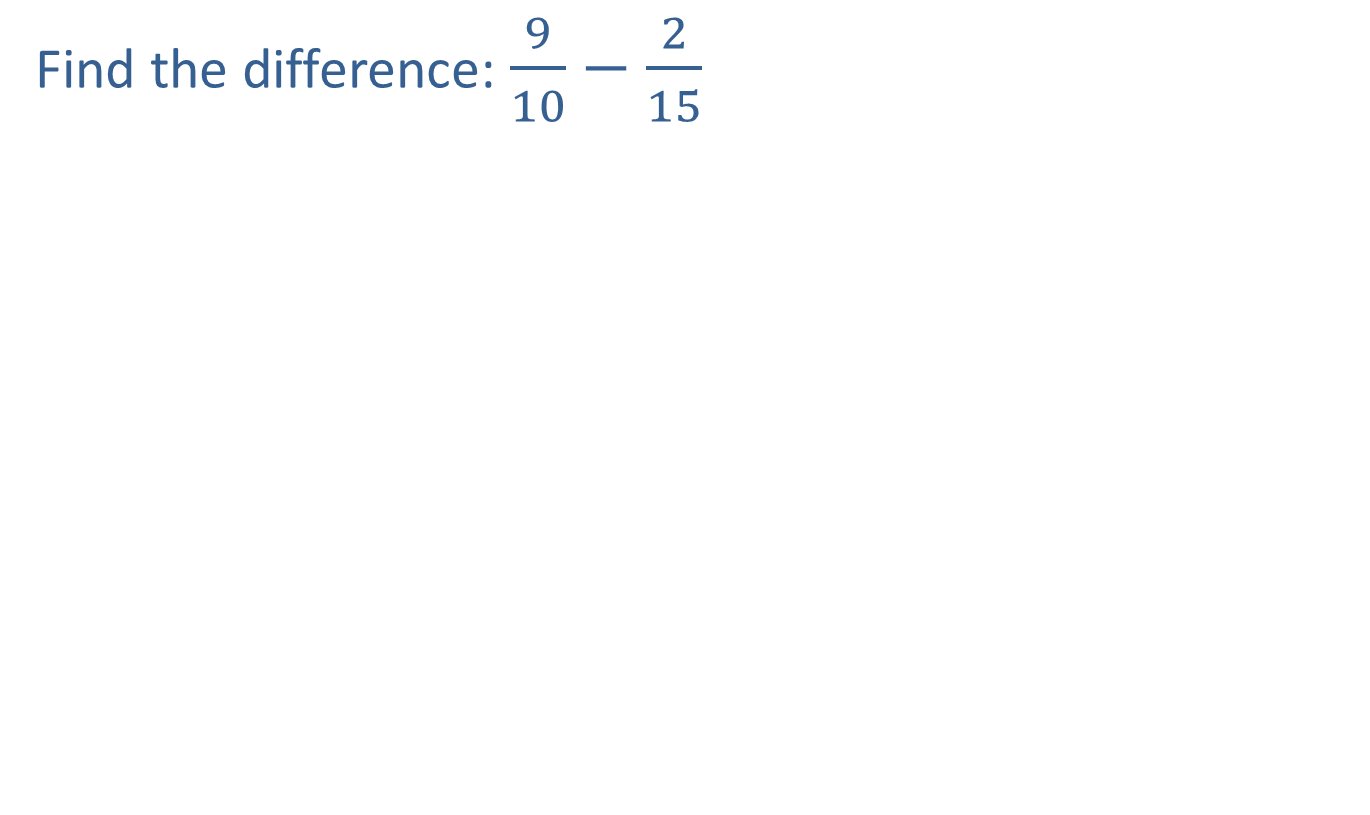 Find the difference: 9/10 − 2/15